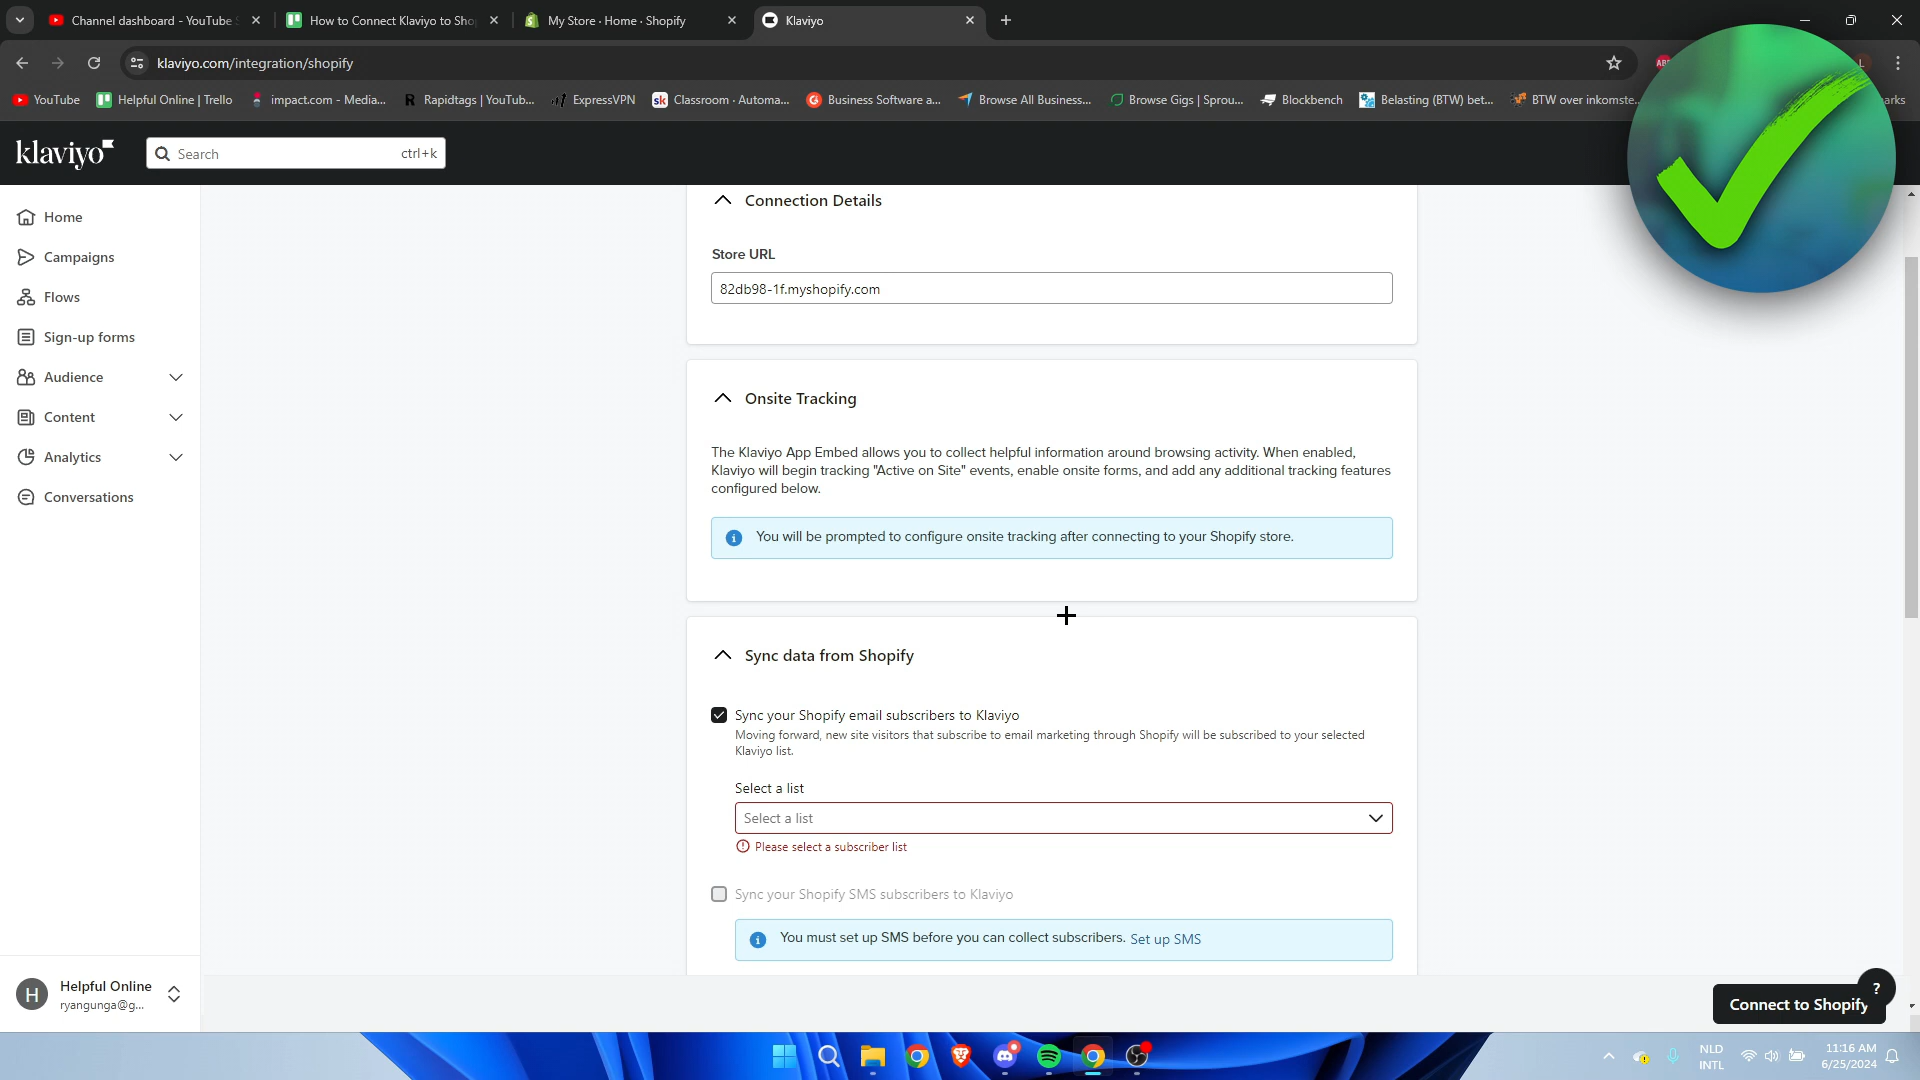 Channel dashboard - YouTube S
How to Connect Klaviyo to Sho
My Store · Home · Shopify
Klaviyo
klaviyo.com/integration/shopify
YouTube
Helpful Online | Trello
impact.com - Media...
Rapidtags | YouTub...
ExpressVPN
Classroom · Automa...
Business Software a...
Browse All Business...
Browse Gigs | Sprou...
Blockbench
Belasting (BTW) bet...
BTW over inkomste...
arks
klaviyo
Search
ctrl+k
Home
Campaigns
Flows
Sign-up forms
Audience
Content
Analytics
Conversations
Connection Details
Store URL
82db98-1f.myshopify.com
Onsite Tracking
The Klaviyo App Embed allows you to collect helpful information around browsing activity. When enabled,
Klaviyo will begin tracking "Active on Site" events, enable onsite forms, and add any additional tracking features
configured below.
You will be prompted to configure onsite tracking after connecting to your Shopify store.
Sync data from Shopify
Sync your Shopify email subscribers to Klaviyo
Moving forward, new site visitors that subscribe to email marketing through Shopify will be subscribed to your selected
Klaviyo list.
Select a list
Select a list
Please select a subscriber list
Sync your Shopify SMS subscribers to Klaviyo
You must set up SMS before you can collect subscribers. Set up SMS
H
Helpful Online
ryangunga@g...
?
Connect to Shopify
NLD
INTL
11:16 AM
6/25/2024